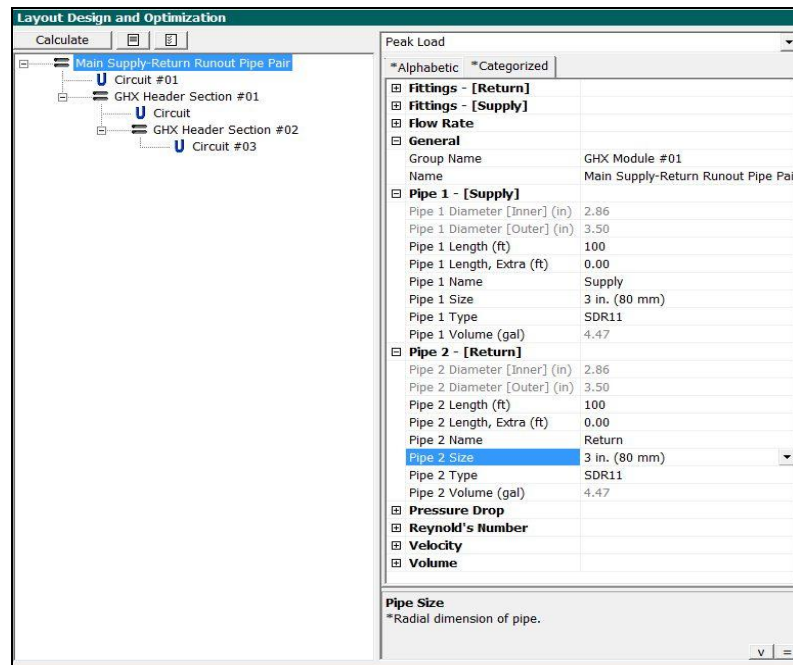 Layout Design and Optimization
Calculate
Main Supply-Return Runout Pipe Pair
Circuit #01
GHX Header Section #01
Circuit
GHX Header Section #02
Circuit #03
Peak Load
*Alphabetic *Categorized
Fittings - [Return]
Fittings - [Supply]
Flow Rate
General
Group Name GHX Module #01
Name Main Supply-Return Runout Pipe Pai
Pipe 1 - [Supply]
Pipe 1 Diameter [Inner] (in) 2.86
Pipe 1 Diameter [Outer] (in) 3.50
Pipe 1 Length (ft) 100
Pipe 1 Length, Extra (ft) 0.00
Pipe 1 Name Supply
Pipe 1 Size 3 in. (80 mm)
Pipe 1 Type SDR11
Pipe 1 Volume (gal) 4.47
Pipe 2 - [Return]
Pipe 2 Diameter [Inner] (in) 2.86
Pipe 2 Diameter [Outer] (in) 3.50
Pipe 2 Length (ft) 100
Pipe 2 Length, Extra (ft) 0.00
Pipe 2 Name Return
Pipe 2 Size 3 in. (80 mm)
Pipe 2 Type SDR11
Pipe 2 Volume (gal) 4.47
Pressure Drop
Reynold's Number
Velocity
Volume
Pipe Size
*Radial dimension of pipe.
v =